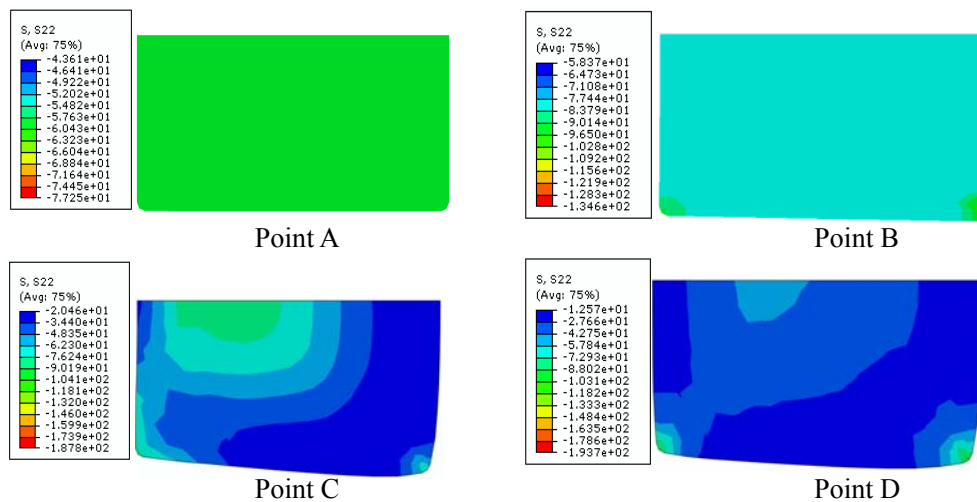 S, S22
(Avg: 75%)
-4.361e+01
-4.641e+01
-4.922e+01
-5.202e+01
-5.482e+01
-5.763e+01
-6.043e+01
-6.323e+01
-6.604e+01
-6.884e+01
-7.164e+01
-7.445e+01
-7.725e+01
Point A
S, S22
(Avg: 75%)
-5.837e+01
-6.473e+01
-7.108e+01
-7.744e+01
-8.379e+01
-9.014e+01
-9.650e+01
-1.028e+02
-1.092e+02
-1.156e+02
-1.219e+02
-1.283e+02
-1.346e+02
Point B
S, S22
(Avg: 75%)
-2.046e+01
-3.440e+01
-4.835e+01
-6.230e+01
-7.624e+01
-9.019e+01
-1.041e+02
-1.181e+02
-1.320e+02
-1.460e+02
-1.599e+02
-1.739e+02
-1.878e+02
Point C
S, S22
(Avg: 75%)
-1.257e+01
-2.766e+01
-4.275e+01
-5.784e+01
-7.293e+01
-8.802e+01
-1.031e+02
-1.182e+02
-1.333e+02
-1.484e+02
-1.635e+02
-1.786e+02
-1.937e+02
Point D